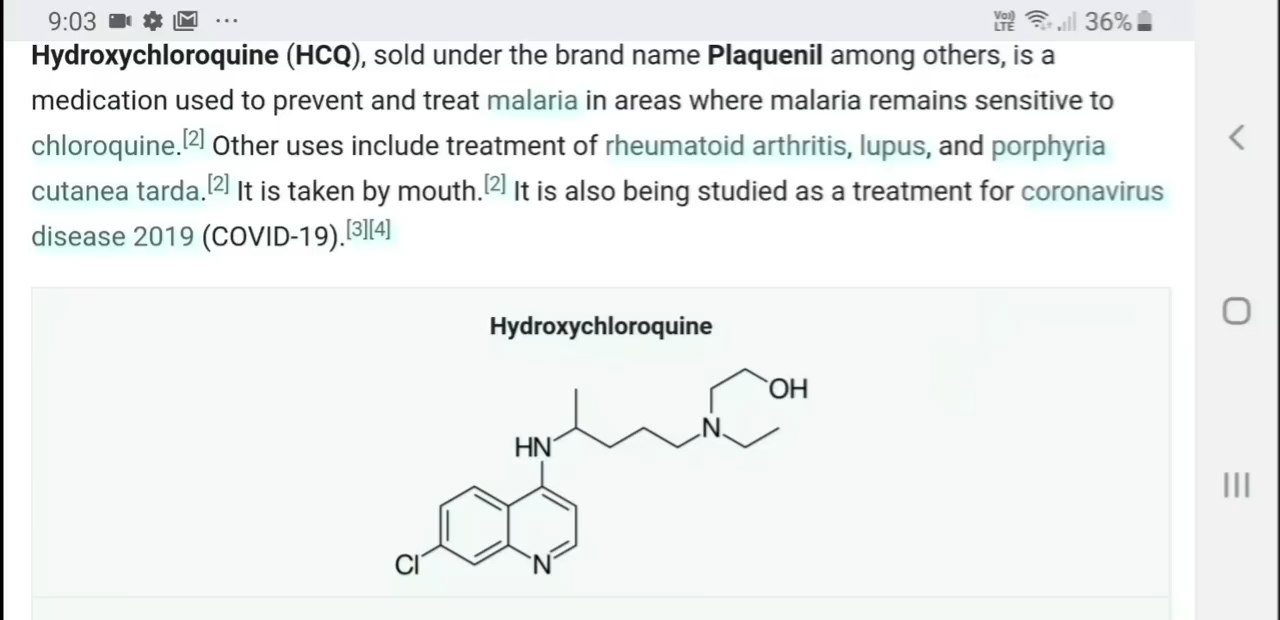 9:03 ... Vo)) LTE 36%
Hydroxychloroquine (HCQ), sold under the brand name Plaquenil among others, is a
medication used to prevent and treat malaria in areas where malaria remains sensitive to
chloroquine.[2] Other uses include treatment of rheumatoid arthritis, lupus, and porphyria
cutanea tarda.[2] It is taken by mouth.[2] It is also being studied as a treatment for coronavirus
disease 2019 (COVID-19).[3][4]
Hydroxychloroquine
OH
N
HN
Cl
N